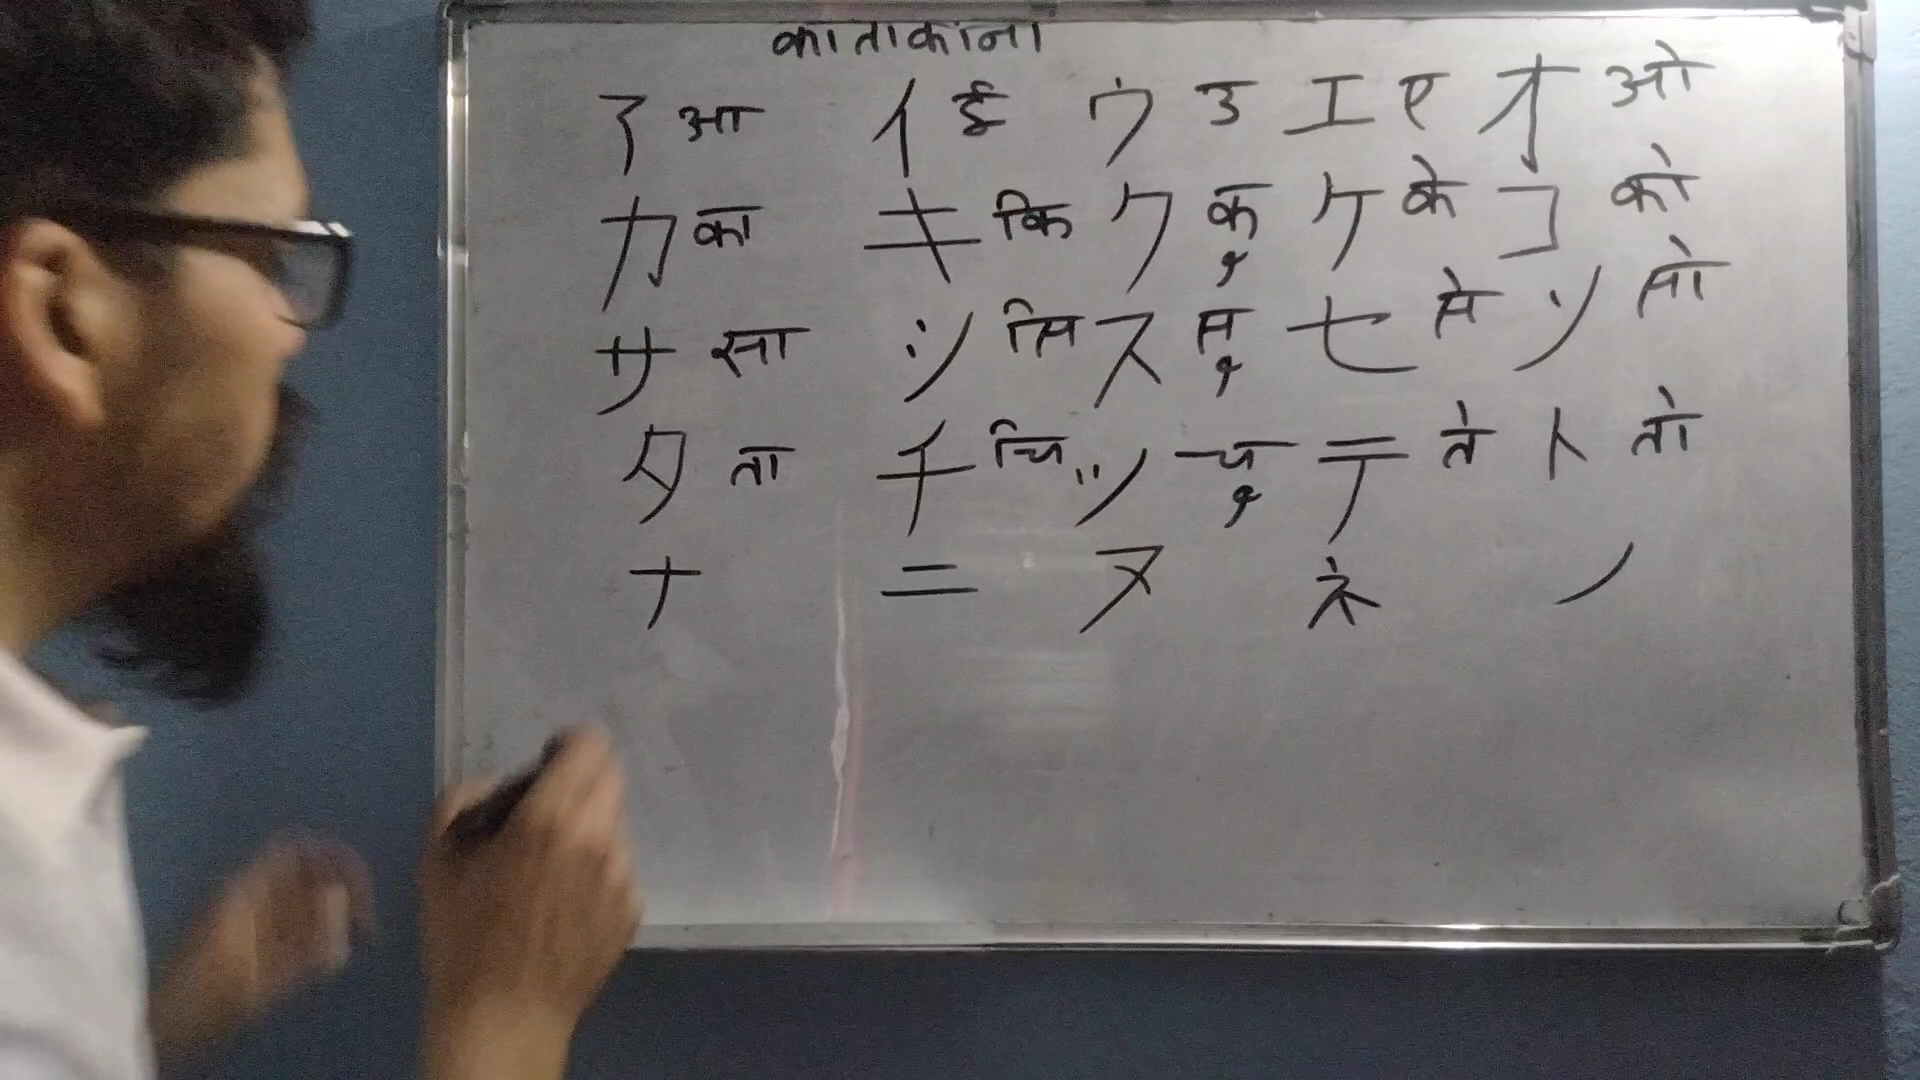 काताकाना
ア आ イ ई ウ उ エ ए オ ओ
カ का キ कि ク कु ケ के コ को
サ सा シ सि ス सु セ से ソ सो
タ ता チ चि ツ चु テ ते ト तो
ナ ニ ヌ ネ ノ